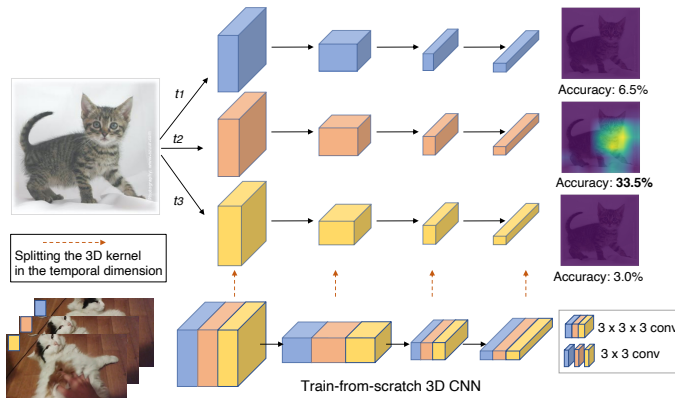 t1
Accuracy: 6.5%
t2
Accuracy: 33.5%
t3
Accuracy: 3.0%
Splitting the 3D kernel
in the temporal dimension
3 x 3 x 3 conv
3 x 3 conv
Train-from-scratch 3D CNN